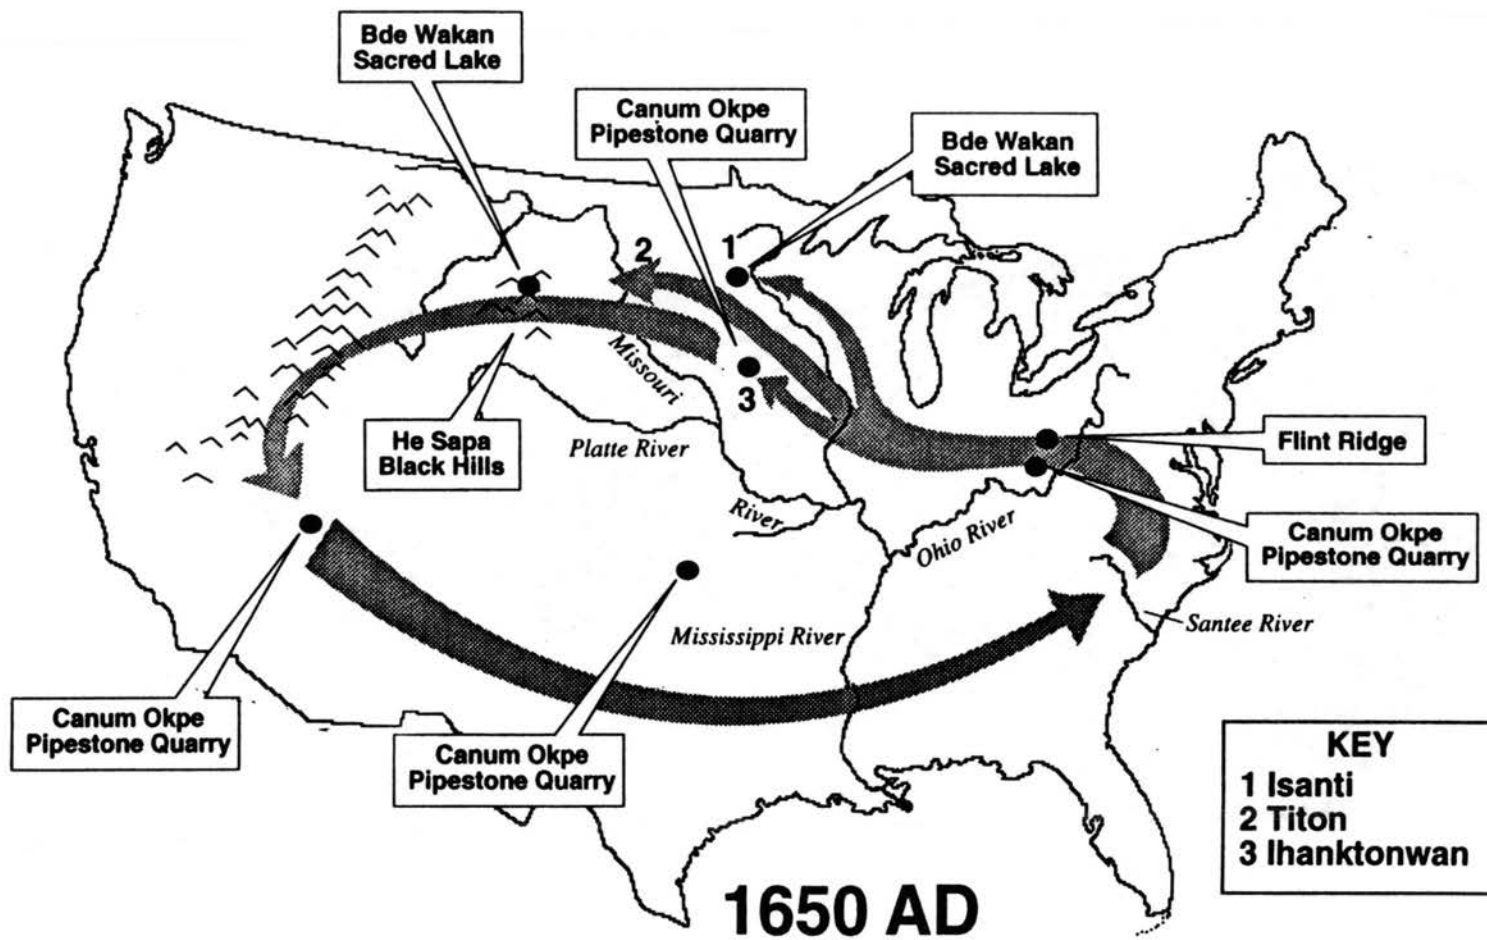 Bde Wakan
Sacred Lake
Canum Okpe
Pipestone Quarry
Bde Wakan
Sacred Lake
2
1
Missouri
3
He Sapa
Black Hills
Platte River
Flint Ridge
River
Ohio River
Canum Okpe
Pipestone Quarry
Mississippi River
Santee River
Canum Okpe
Pipestone Quarry
Canum Okpe
Pipestone Quarry
KEY
1 Isanti
2 Titon
3 Ihanktonwan
1650 AD